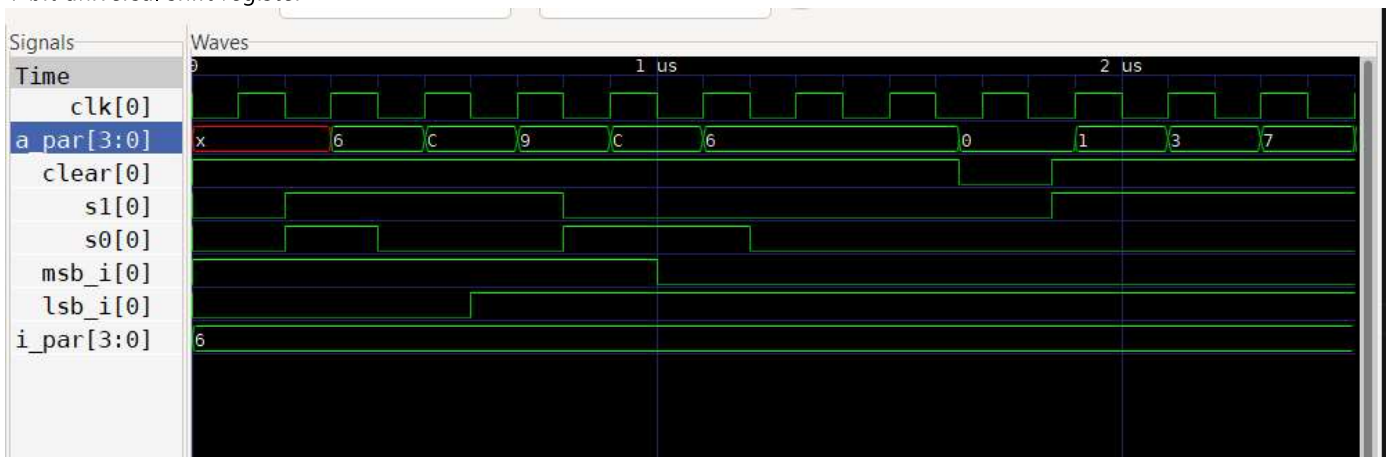 Signals Waves
Time 0 1 us 2 us
clk[0]
a_par[3:0] x 6 C 9 C 6 0 1 3 7
clear[0]
s1[0]
s0[0]
msb_i[0]
lsb_i[0]
i_par[3:0] 6